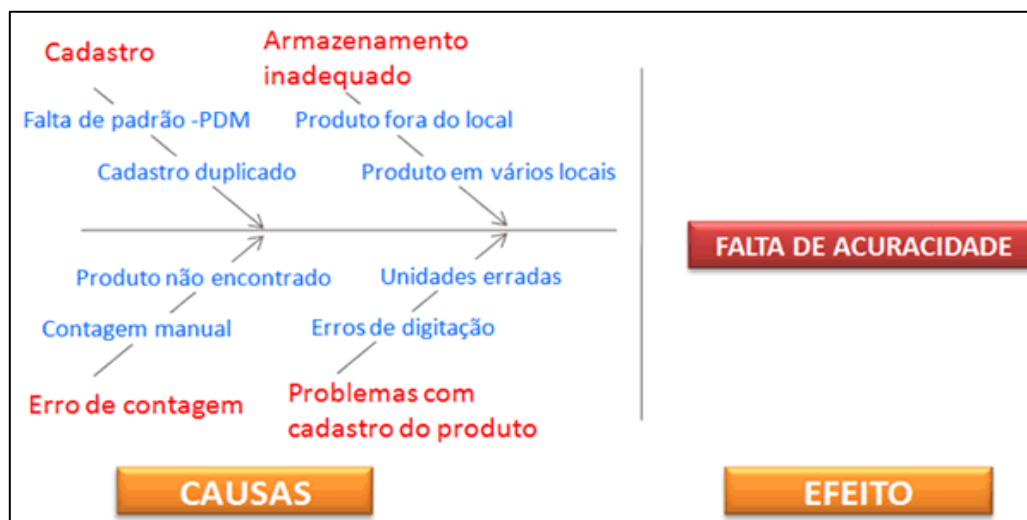 Cadastro
Armazenamento
inadequado
Falta de padrão -PDM
Produto fora do local
Cadastro duplicado
Produto em vários locais
FALTA DE ACURACIDADE
Produto não encontrado
Unidades erradas
Contagem manual
Erros de digitação
Erro de contagem
Problemas com
cadastro do produto
CAUSAS
EFEITO